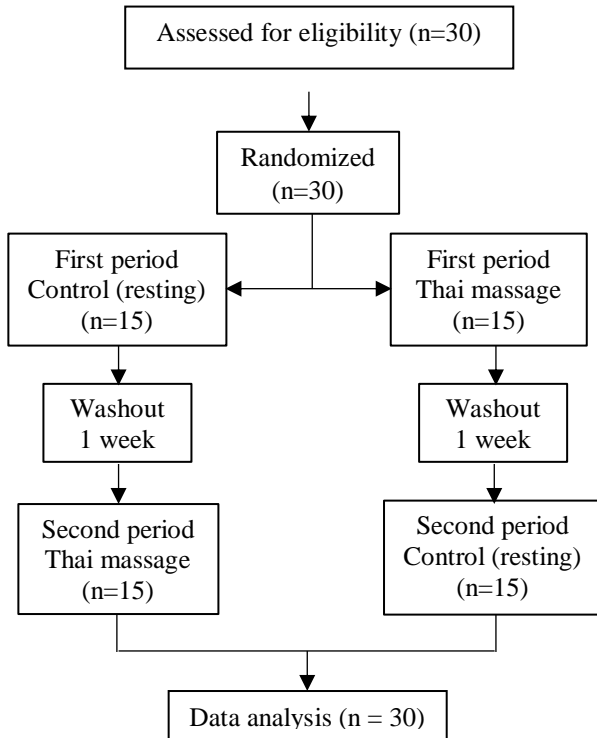 Assessed for eligibility (n=30)
Randomized
(n=30)
First period
Control (resting)
(n=15)
First period
Thai massage
(n=15)
Washout
1 week
Washout
1 week
Second period
Thai massage
(n=15)
Second period
Control (resting)
(n=15)
Data analysis (n = 30)